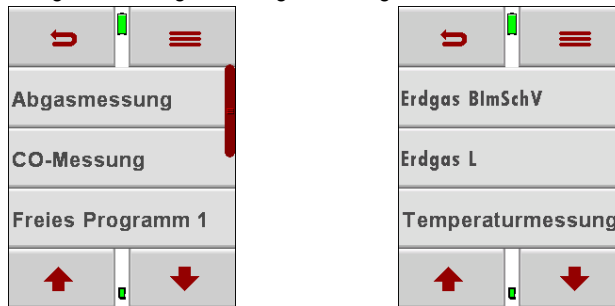 Abgasmessung
CO-Messung
Freies Programm 1
Erdgas BImSchV
Erdgas L
Temperaturmessung